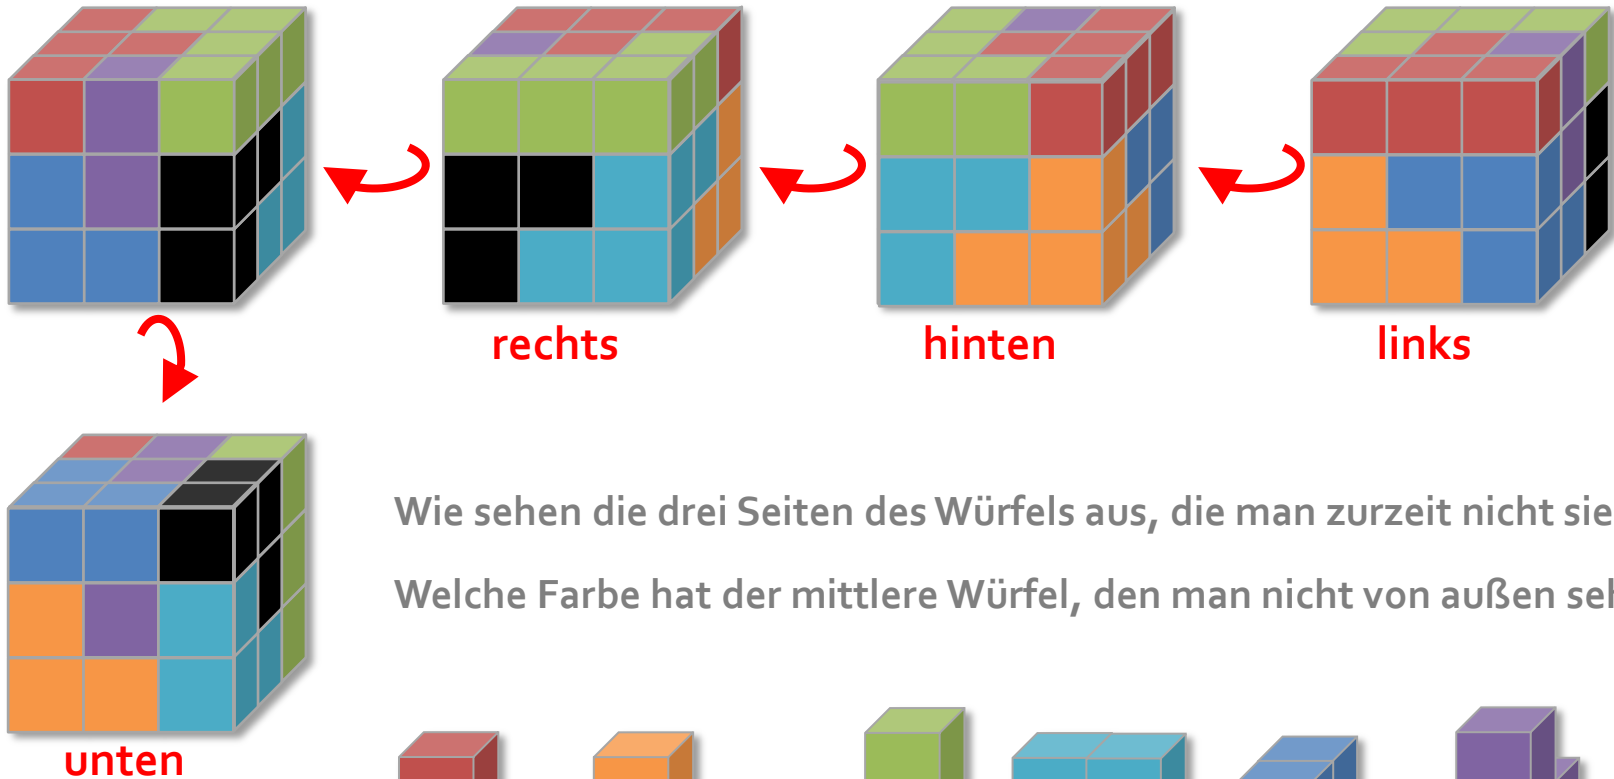 rechts
hinten
links
Wie sehen die drei Seiten des Würfels aus, die man zurzeit nicht
Welche Farbe hat der mittlere Würfel, den man nicht von außen
unten